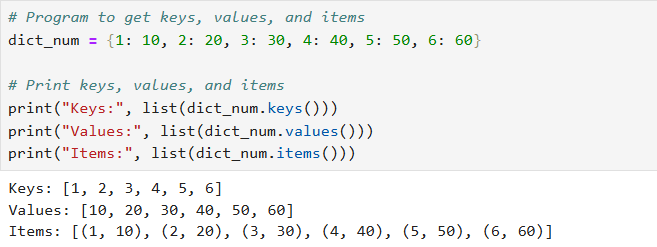 # Program to get keys, values, and items
dict_num = {1: 10, 2: 20, 3: 30, 4: 40, 5: 50, 6: 60}
# Print keys, values, and items
print("Keys:", list(dict_num.keys()))
print("Values:", list(dict_num.values()))
print("Items:", list(dict_num.items()))
Keys: [1, 2, 3, 4, 5, 6]
Values: [10, 20, 30, 40, 50, 60]
Items: [(1, 10), (2, 20), (3, 30), (4, 40), (5, 50), (6, 60)]